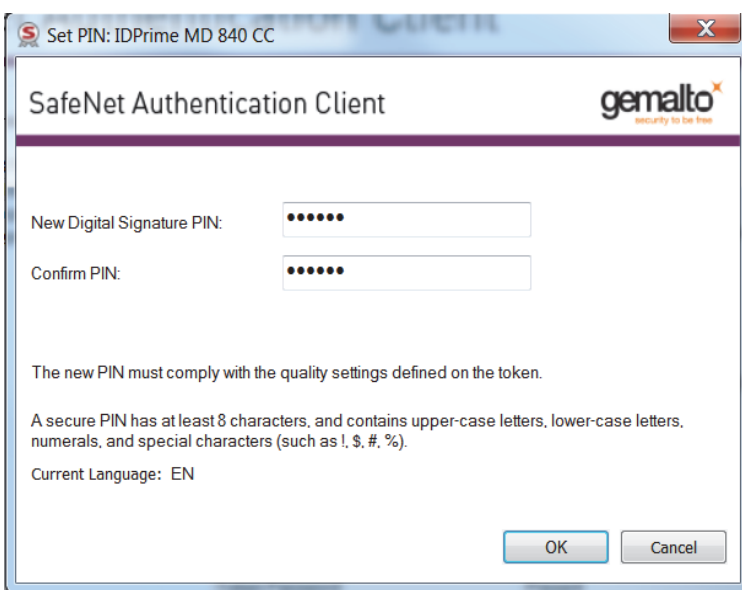 Set PIN: IDPrime MD 840 CC
X
SafeNet Authentication Client
gemalto
security to be free
New Digital Signature PIN: ••••••
Confirm PIN: ••••••
The new PIN must comply with the quality settings defined on the token.
A secure PIN has at least 8 characters, and contains upper-case letters, lower-case letters,
numerals, and special characters (such as !, $, #, %).
Current Language: EN
OK Cancel